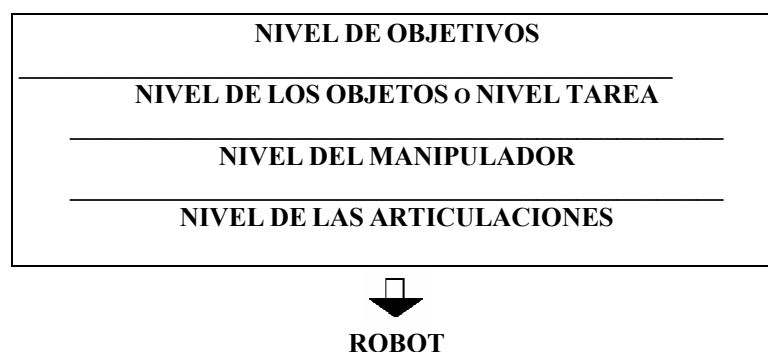 NIVEL DE OBJETIVOS
NIVEL DE LOS OBJETOS O NIVEL TAREA
NIVEL DEL MANIPULADOR
NIVEL DE LAS ARTICULACIONES
ROBOT